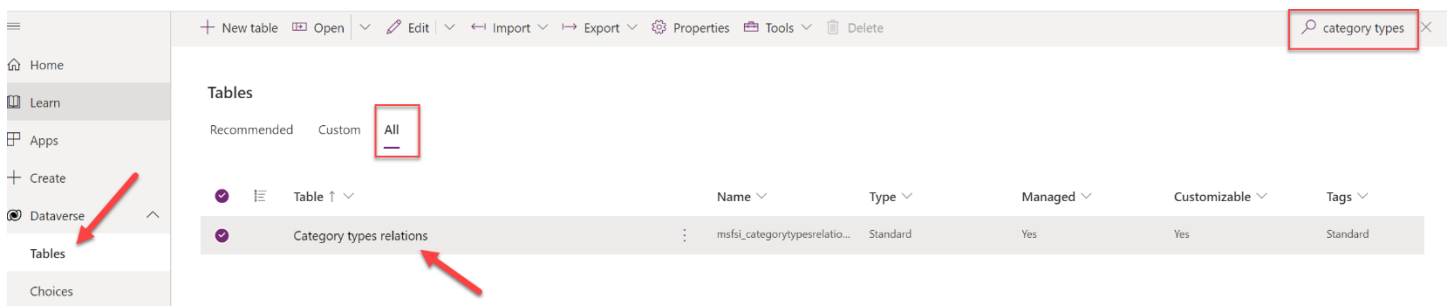 New table Open Edit Import Export Properties Tools Delete category types
Home
Learn
Apps
Create
Dataverse
Tables
Choices
Tables
Recommended Custom All
Table ↑ Name Type Managed Customizable Tags
Category types relations msfsi_categorytypesrelatio... Standard Yes Yes Standard